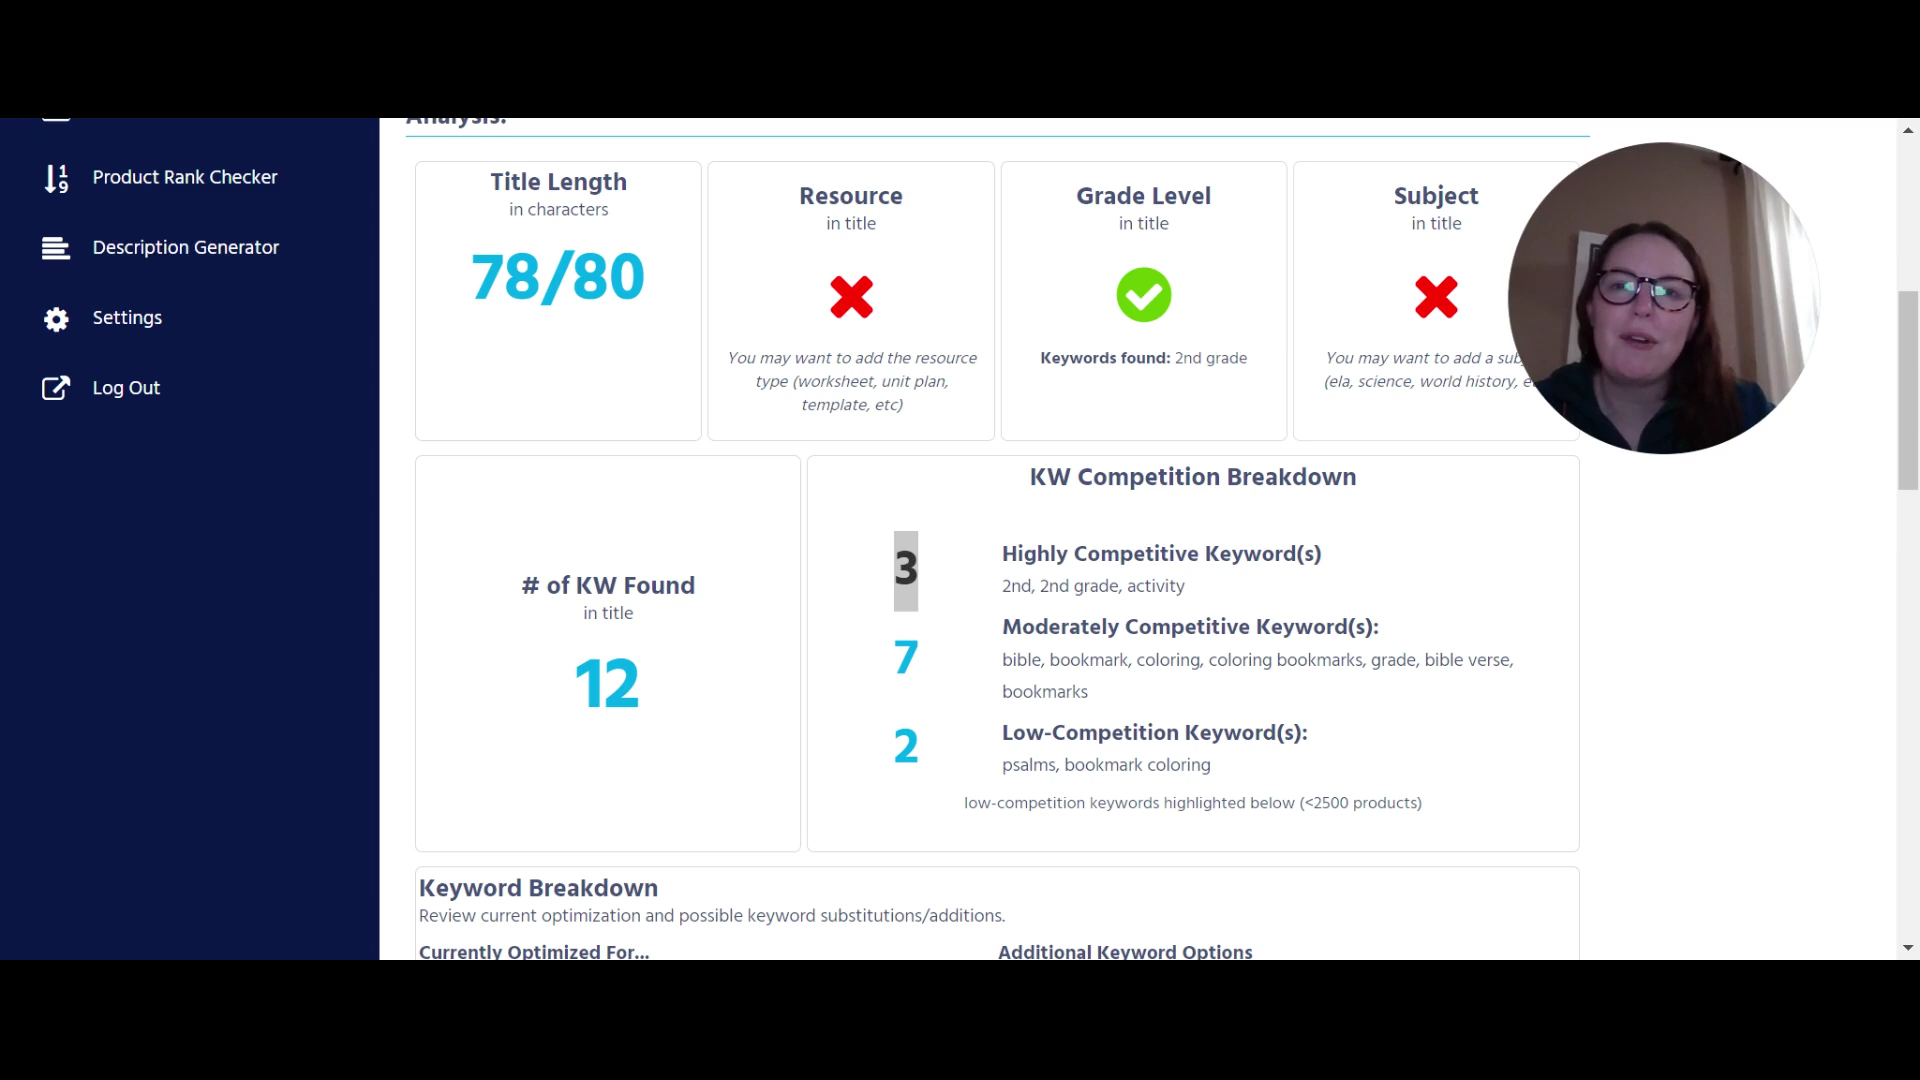 Analysis:
Product Rank Checker
Description Generator
Settings
Log Out
Title Length
in characters
78/80
Resource
in title
You may want to add the resource
type (worksheet, unit plan,
template, etc)
Grade Level
in title
Keywords found: 2nd grade
Subject
in title
You may want to add a
(ela, science, world history,
# of KW Found
in title
12
KW Competition Breakdown
3
Highly Competitive Keyword(s)
2nd, 2nd grade, activity
7
Moderately Competitive Keyword(s):
bible, bookmark, coloring, coloring bookmarks, grade, bible verse,
bookmarks
2
Low-Competition Keyword(s):
psalms, bookmark coloring
low-competition keywords highlighted below (<2500 products)
Keyword Breakdown
Review current optimization and possible keyword substitutions/additions.
Currently Optimized For...
Additional Keyword Options